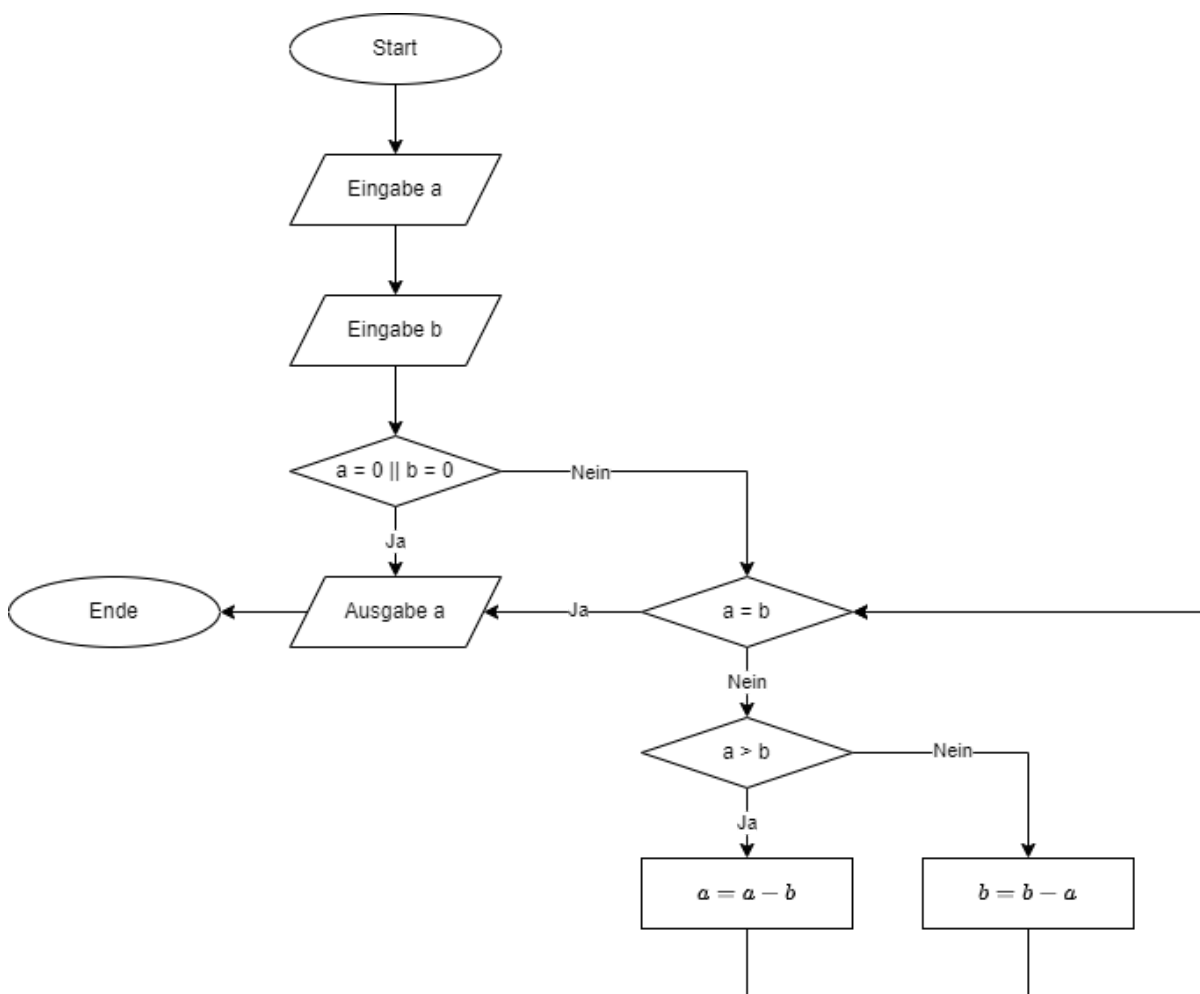 Start
Eingabe a
Eingabe b
a = 0 || b = 0
Nein
Ja
Ende
Ausgabe a
Ja
a = b
Nein
a > b
Nein
Ja
a = a − b
b = b − a